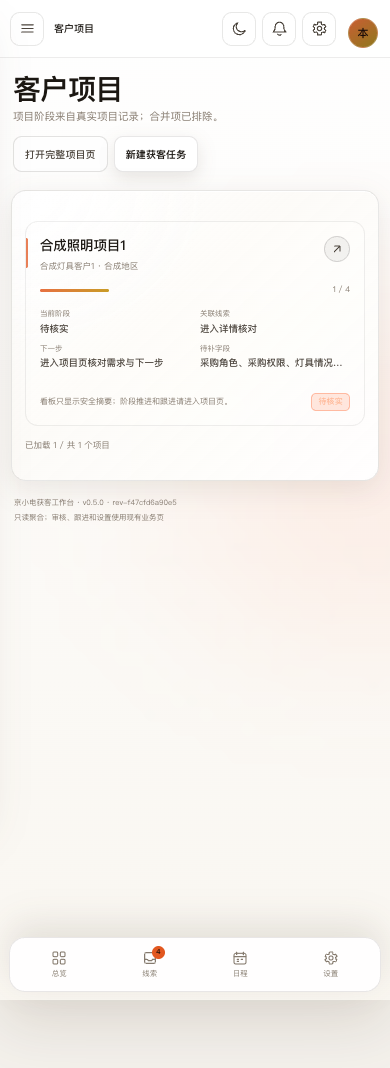 客户项目
本
客户项目
项目阶段来自真实项目记录；合并项已排除。
打开完整项目页
新建获客任务
合成照明项目1
合成灯具客户1 · 合成地区
1 / 4
当前阶段
关联线索
待核实
进入详情核对
下一步
待补字段
进入项目页核对需求与下一步
采购角色、采购权限、灯具情况...
看板只显示安全摘要；阶段推进和跟进请进入项目页。
待核实
已加载 1 / 共 1 个项目
京小电获客工作台 · v0.5.0 · rev-f47cfd6a90e5
只读聚合；审核、跟进和设置使用现有业务页
4
总览
线索
日程
设置